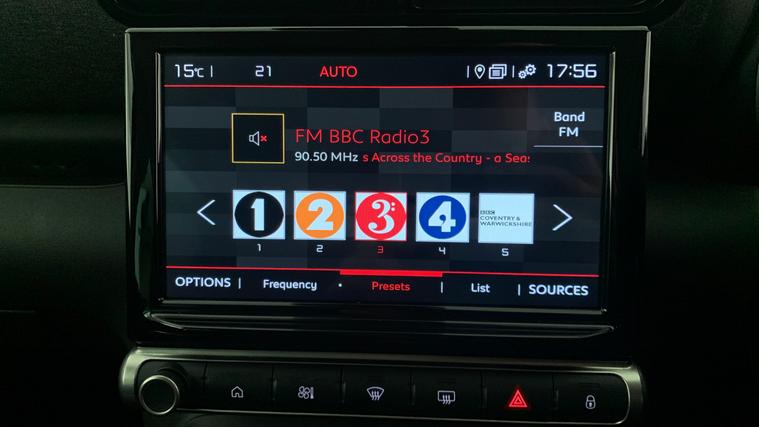 15°C | 21 AUTO | | 17:56
Band
FM
FM BBC Radio3
90.50 MHz s Across the Country - a Sea
1 2 3: 4 BBC
COVENTRY &
WARWICKSHIRE
1 2 3 4 5
OPTIONS | Frequency • Presets | List | SOURCES